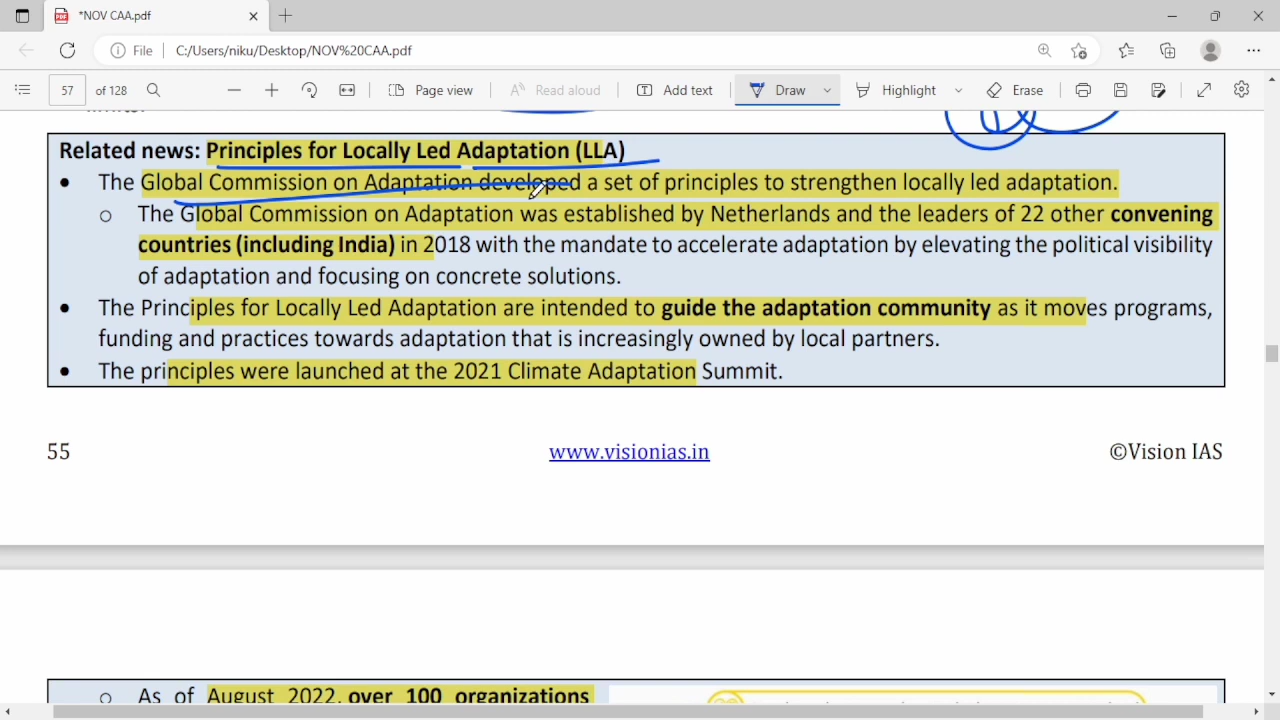 *NOV CAA.pdf
File
C:/Users/niku/Desktop/NOV%20CAA.pdf
57 of 128
Page view
Read aloud
Add text
Draw
Highlight
Erase
Related news: Principles for Locally Led Adaptation (LLA)
• The Global Commission on Adaptation developed a set of principles to strengthen locally led adaptation.
o The Global Commission on Adaptation was established by Netherlands and the leaders of 22 other convening
countries (including India) in 2018 with the mandate to accelerate adaptation by elevating the political visibility
of adaptation and focusing on concrete solutions.
• The Principles for Locally Led Adaptation are intended to guide the adaptation community as it moves programs,
funding and practices towards adaptation that is increasingly owned by local partners.
• The principles were launched at the 2021 Climate Adaptation Summit.
55 www.visionias.in ©Vision IAS
o As of August 2022, over 100 organizations